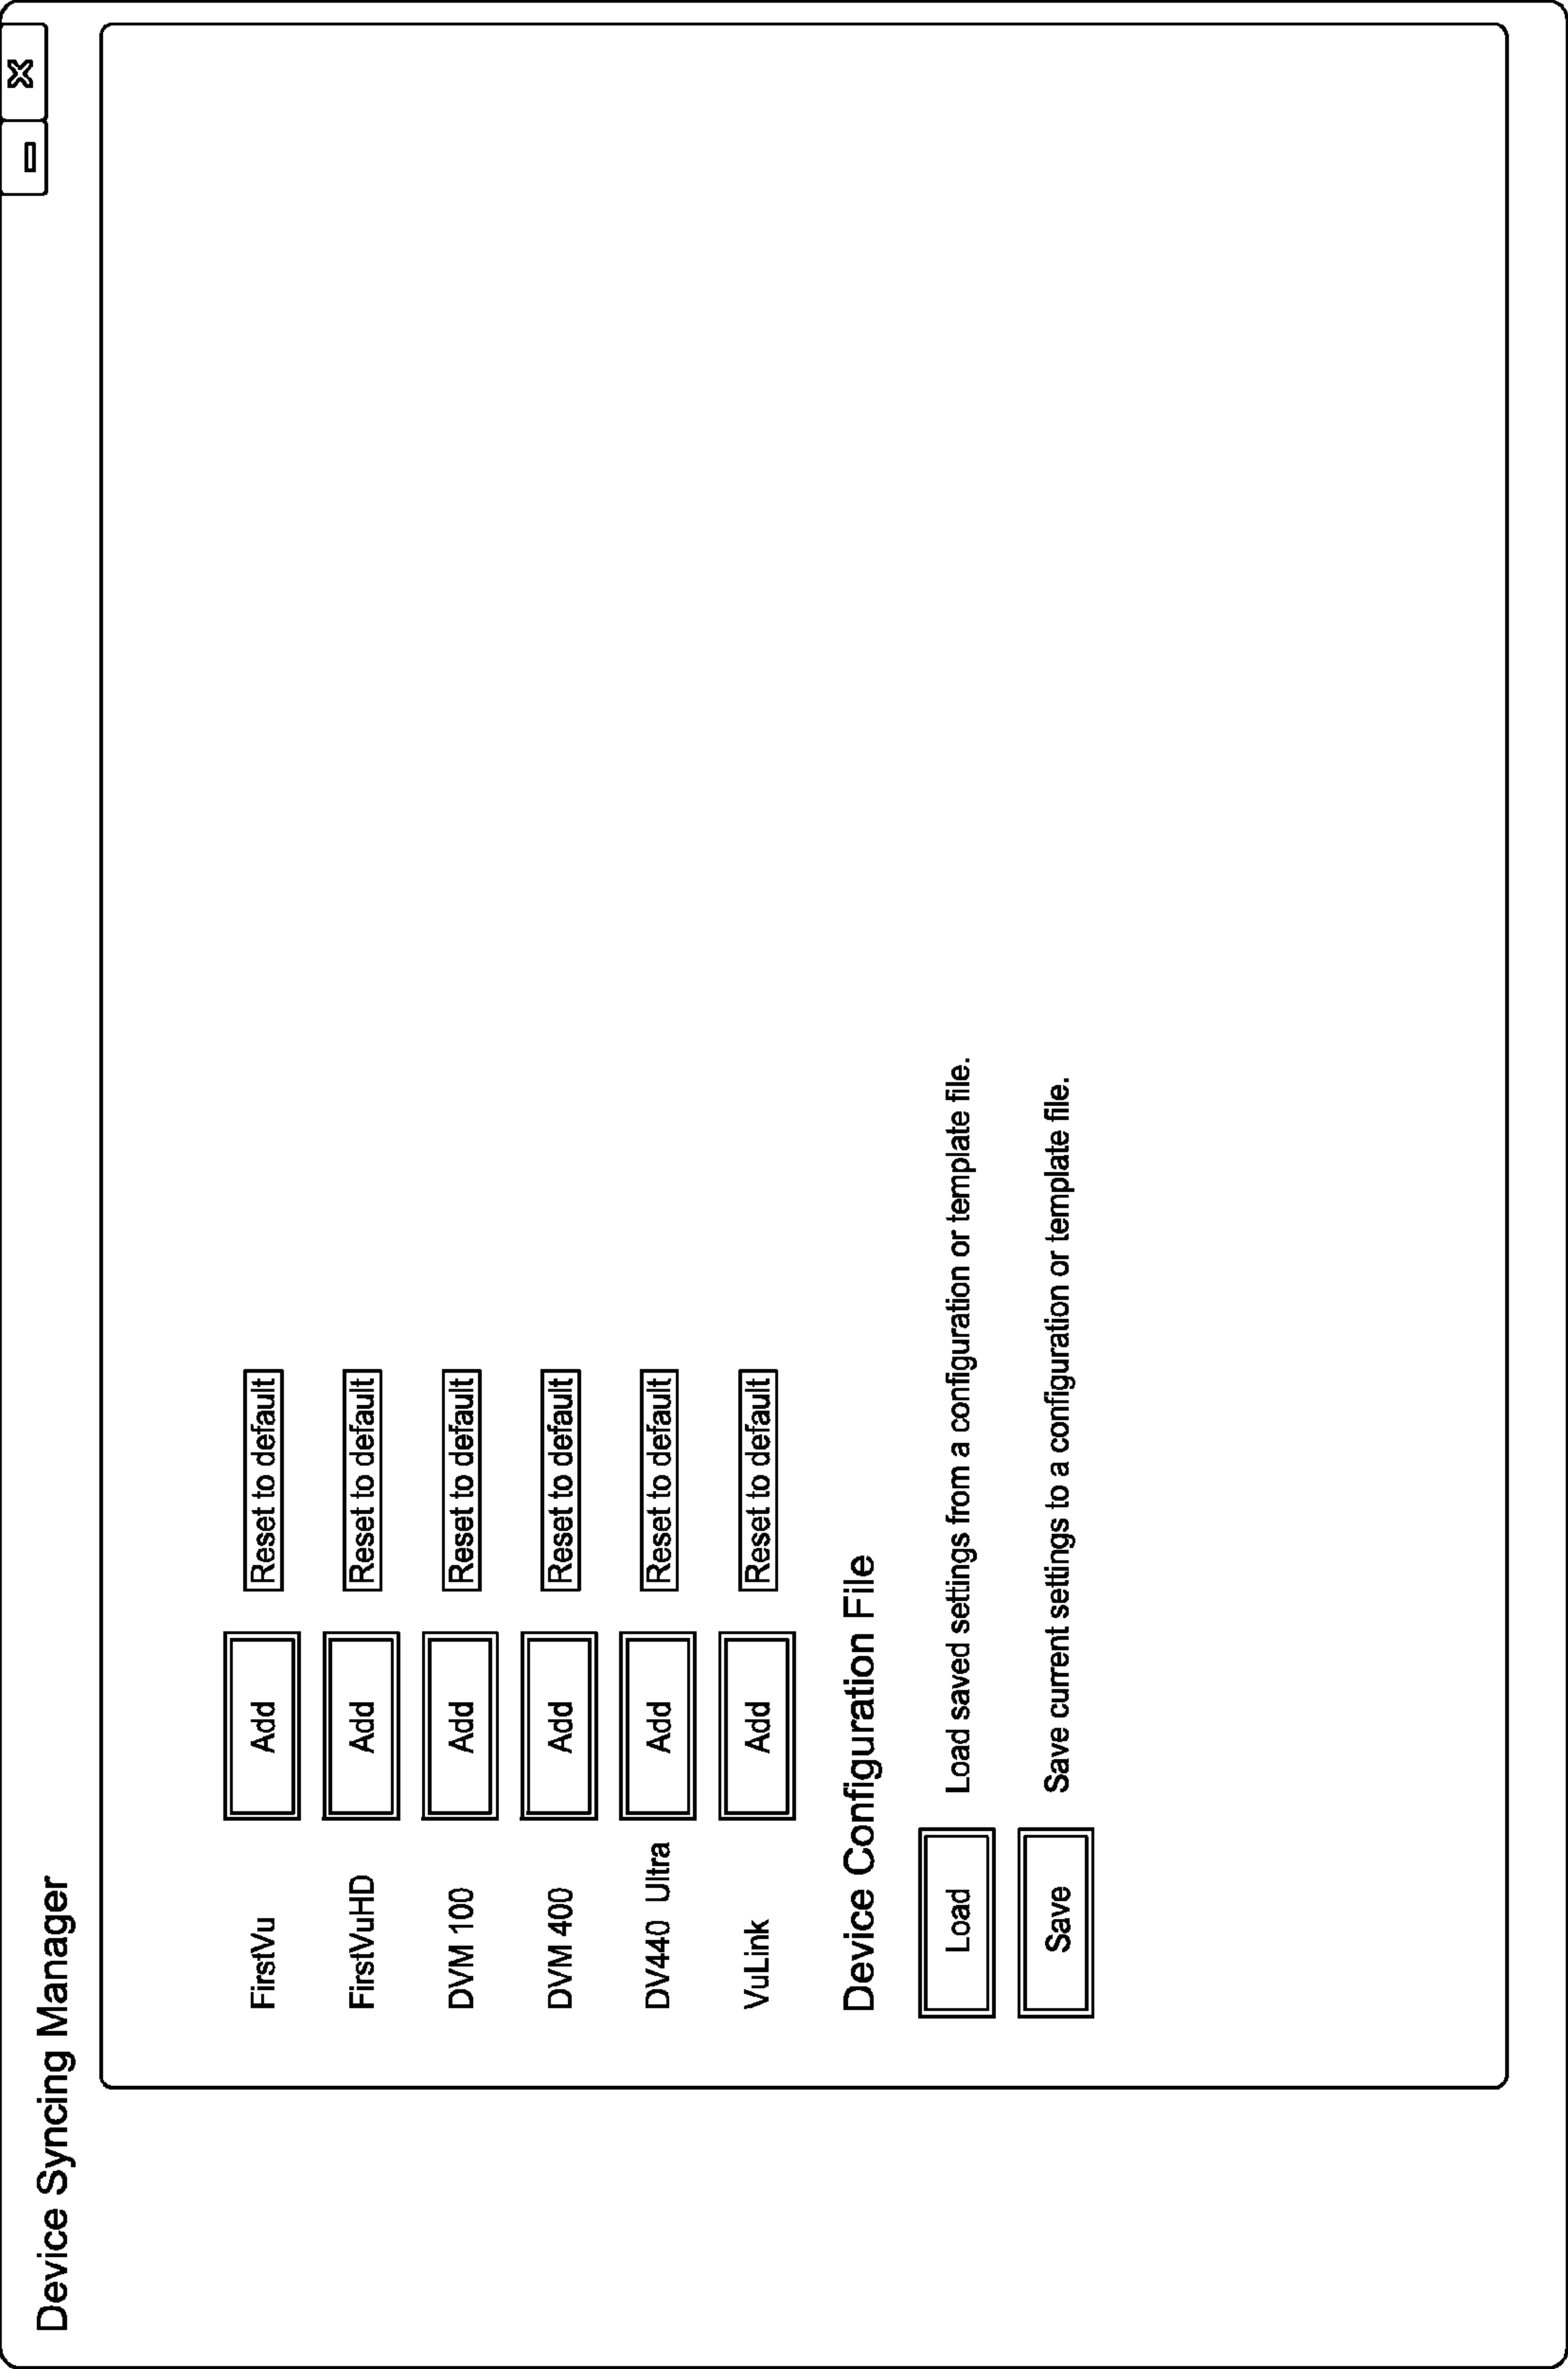 Device Syncing Manager
FirstVu Add Reset to default
FirstVuHD Add Reset to default
DVM 100 Add Reset to default
DVM 400 Add Reset to default
DV440 Ultra Add Reset to default
VuLink Add Reset to default
Device Configuration File
Load Load saved settings from a configuration or template file.
Save Save current settings to a configuration or template file.